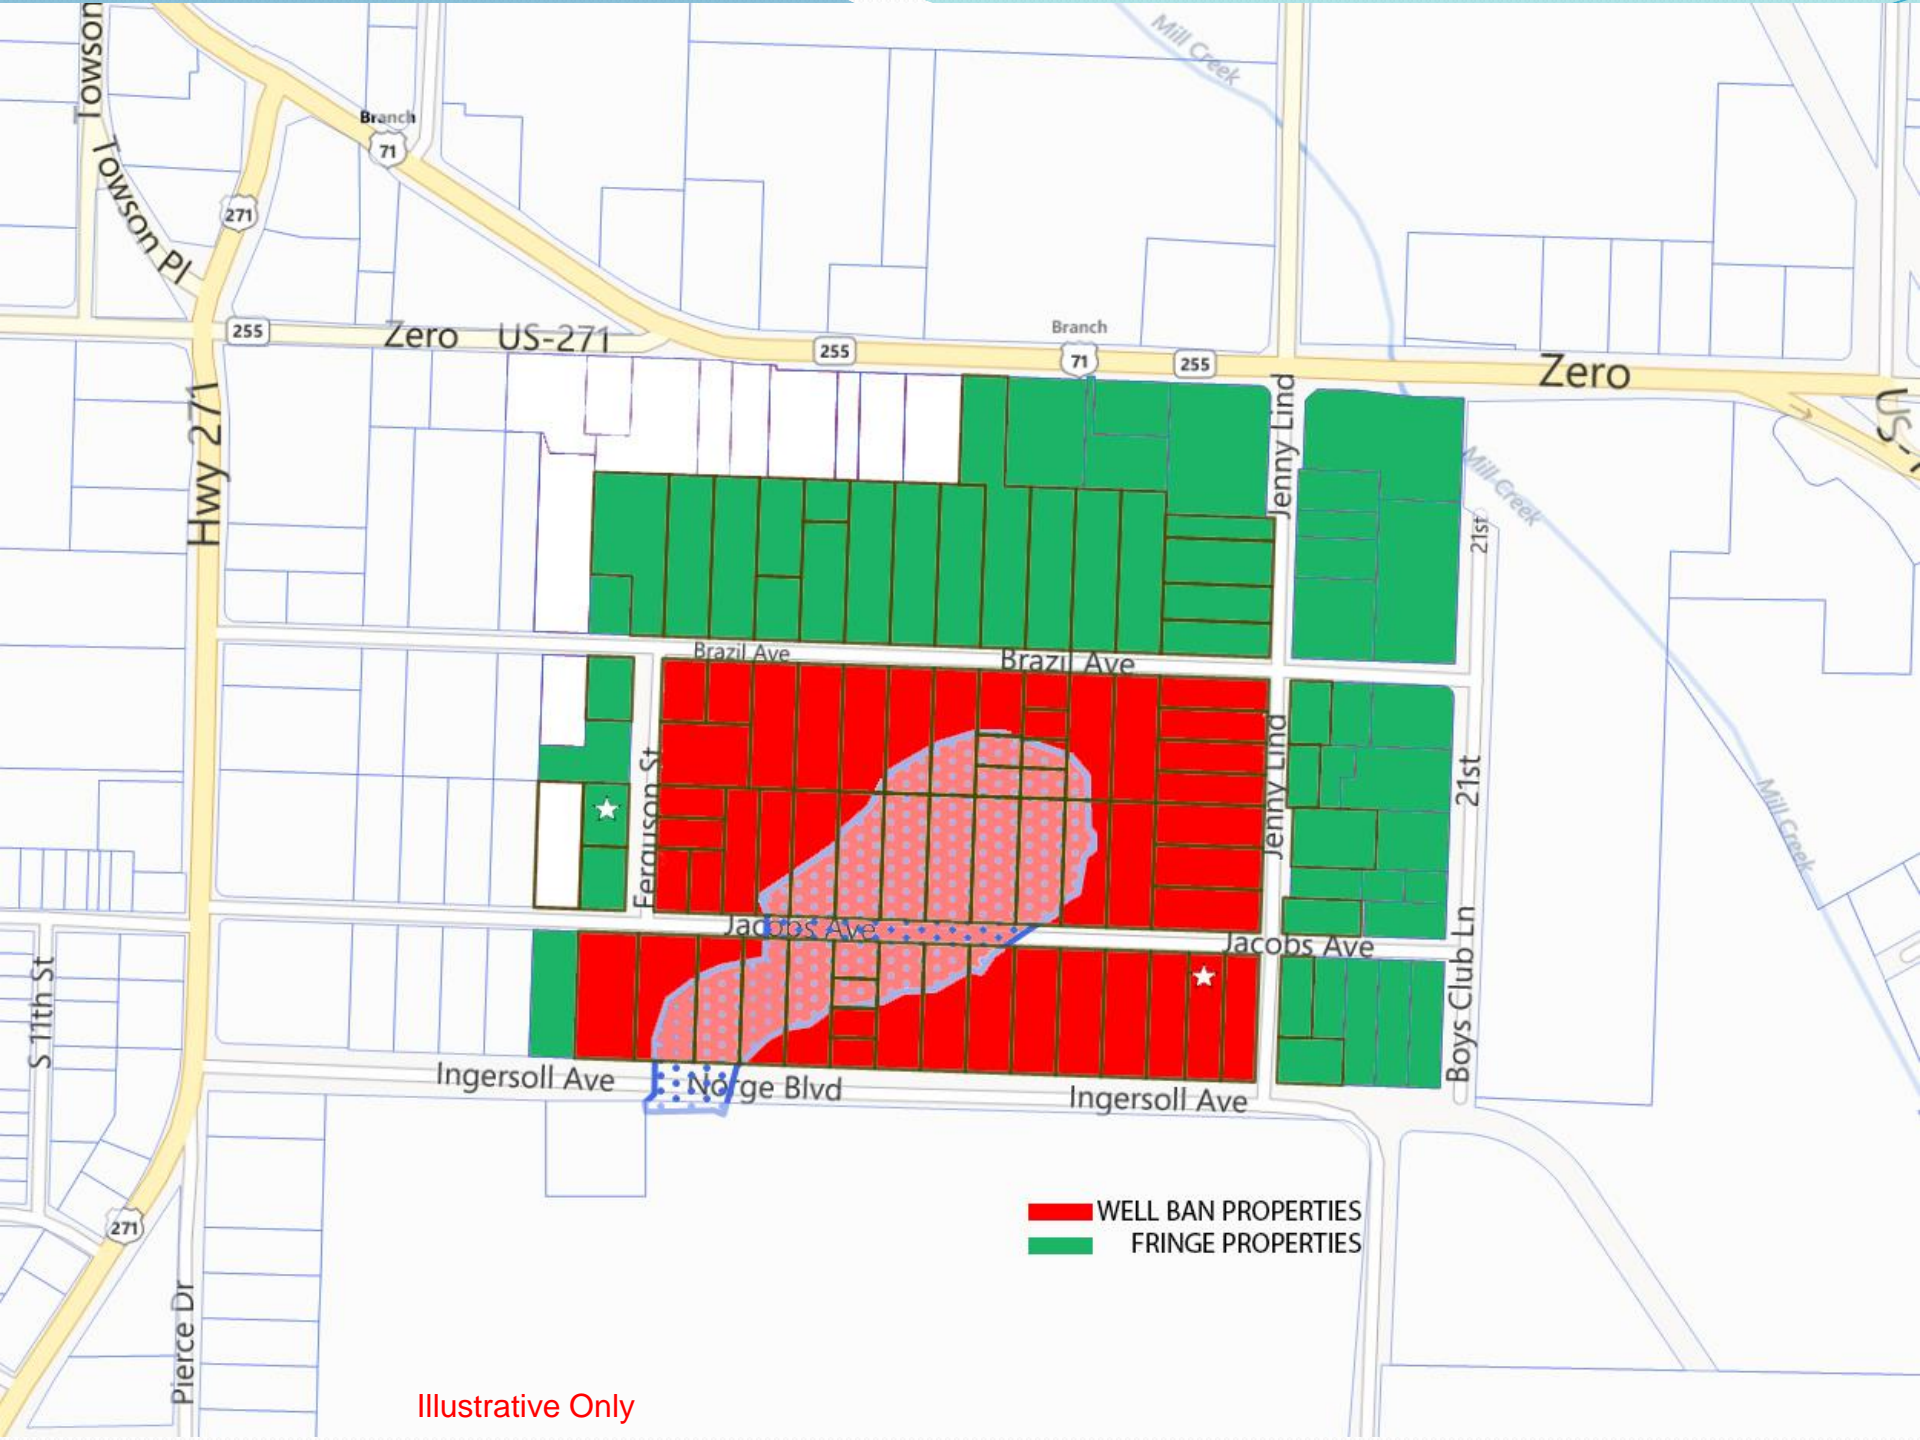 Towson
Mill Creek
Branch
71
Towson Pl
271
255
Zero
US-271
255
Branch
71
255
Zero
Hwy 271
Jenny Lind
Mill Creek
21st
Brazil Ave
Brazil Ave
Ferguson St
Jenny Lind
21st
Mill Creek
Jacobs Ave
Jacobs Ave
S 11th St
Boys Club Ln
Ingersoll Ave
Norge Blvd
Ingersoll Ave
271
WELL BAN PROPERTIES
FRINGE PROPERTIES
Pierce Dr
Illustrative Only